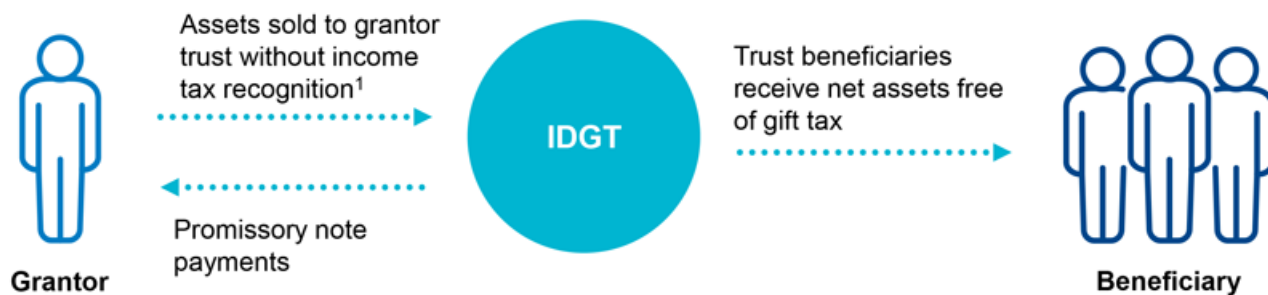 Assets sold to grantor
trust without income
tax recognition¹
Promissory note
payments
Grantor
IDGT
Trust beneficiaries
receive net assets free
of gift tax
Beneficiary